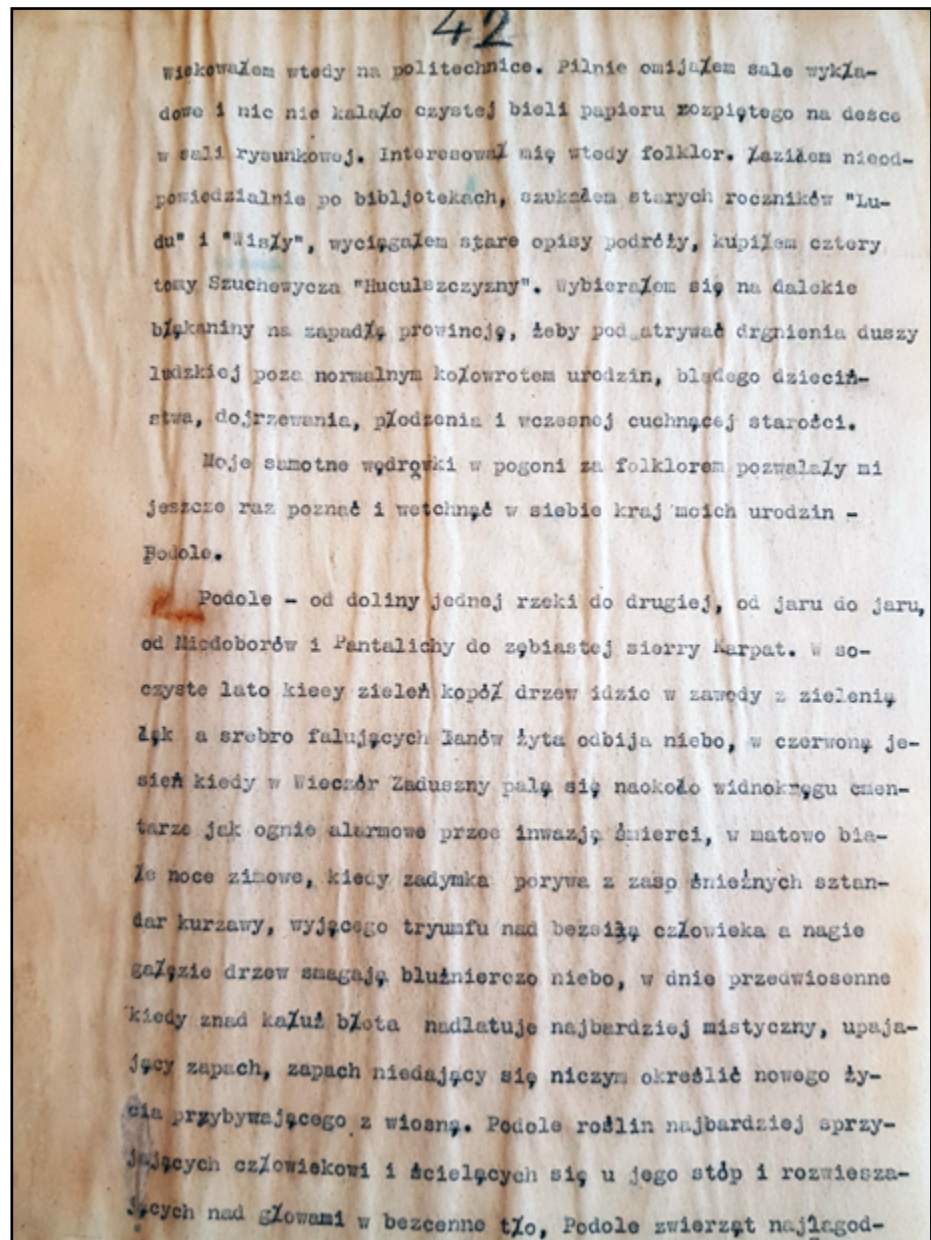 42
wiekowałem wtedy na politechnice. Pilnie omijałem sale wykła-
dowe i nic nie kalało czystej bieli papieru rozpiętego na desce
w sali rysunkowej. Interesował mię wtedy folklor. Łaziłem nieod-
powiedzialnie po bibljotekach, szukałem starych roczników "Lu-
du" i "Wisły", wyciągałem stare opisy podróży, kupiłem cztery
tomy Szuchewycza "Huculszczyzny". Wybierałem się na dalekie
błąkaniny na zapadłą prowincję, żeby pod atrywać drgnienia duszy
ludzkiej poza normalnym kołowrotem urodzin, bladego dzieciń-
stwa, dojrzewania, płodzenia i wczesnej cuchnącej starości.
Moje samotne wędrówki w pogoni za folklorem pozwalały mi
jeszcze raz poznać i wetchnąć w siebie kraj moich urodzin -
Podole.
Podole - od doliny jednej rzeki do drugiej, od jaru do jaru,
od Miodoborów i Pantalichy do zębiastej sierry Karpat. W so-
czyste lato kieey zieleń kopół drzew idzie w zawody z zielenią
łąk a srebro falujących łanów żyta odbija niebo, w czerwoną je-
sień kiedy w Wieczór Zaduszny palą się naokoło widnokręgu cmen-
tarze jak ognie alarmowe przec inwazją śmierci, w matowo bia-
łe noce zimowe, kiedy zadymka porywa z zasp śnieżnych sztan-
dar kurzawy, wyjącego tryumfu nad bezsiłą człowieka a nagie
gałęzie drzew smagają bluźnierczo niebo, w dnie przedwiosenne
kiedy znad kałuż błota nadlatuje najbardziej mistyczny, upaja-
jący zapach, zapach niedający się niczym określić nowego ży-
cia przybywającego z wiosną. Podole roślin najbardziej sprzy-
jających człowiekowi i ścielących się u jego stóp i rozwiesza-
jących nad głowami w bezcenne tło, Podole zwierząt najłagod-